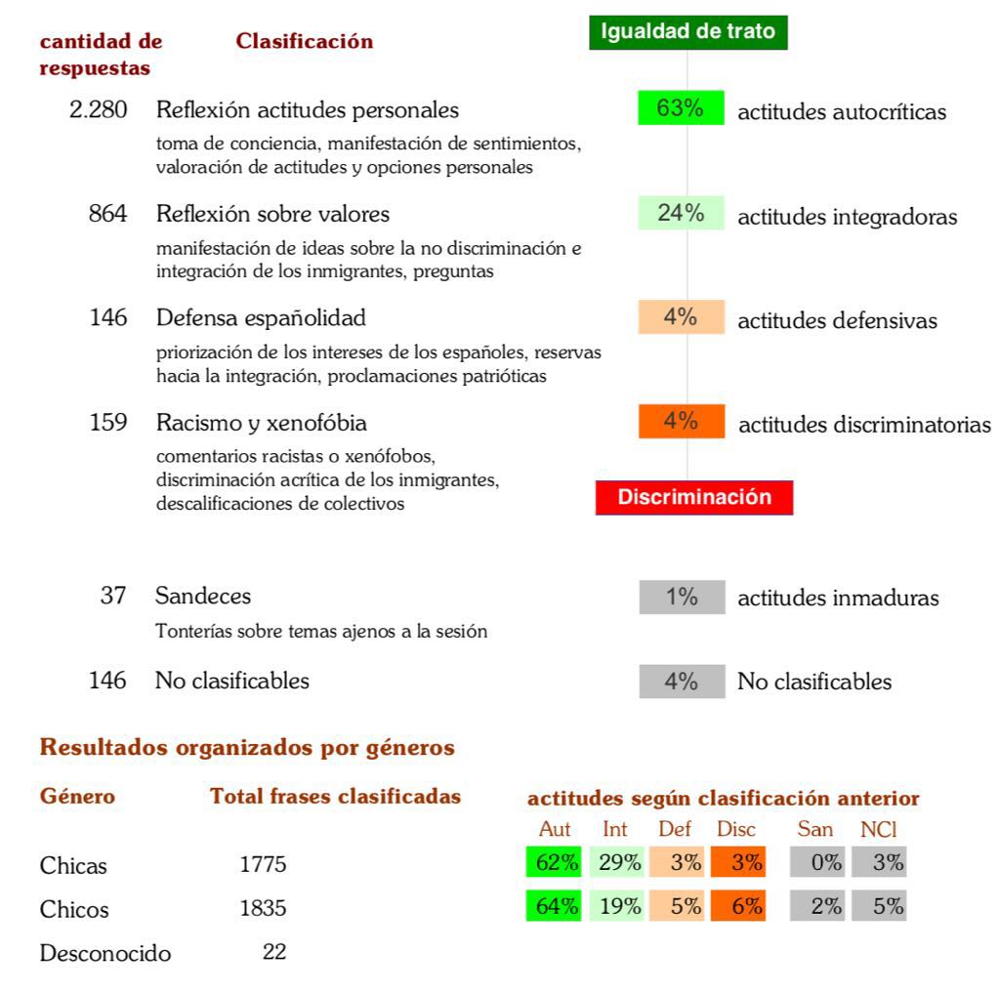 cantidad de respuestas Clasificación Igualdad de trato
2.280 Reflexión actitudes personales 63% actitudes autocríticas
toma de conciencia, manifestación de sentimientos,
valoración de actitudes y opciones personales
864 Reflexión sobre valores 24% actitudes integradoras
manifestación de ideas sobre la no discriminación e
integración de los inmigrantes, preguntas
146 Defensa españolidad 4% actitudes defensivas
priorización de los intereses de los españoles, reservas
hacia la integración, proclamaciones patrióticas
159 Racismo y xenofóbia 4% actitudes discriminatorias
comentarios racistas o xenófobos,
discriminación acrítica de los inmigrantes,
descalificaciones de colectivos
Discriminación
37 Sandeces 1% actitudes inmaduras
Tonterías sobre temas ajenos a la sesión
146 No clasificables 4% No clasificables
Resultados organizados por géneros
Género Total frases clasificadas actitudes según clasificación anterior
Aut Int Def Disc San NCl
Chicas 1775 62% 29% 3% 3% 0% 3%
Chicos 1835 64% 19% 5% 6% 2% 5%
Desconocido 22